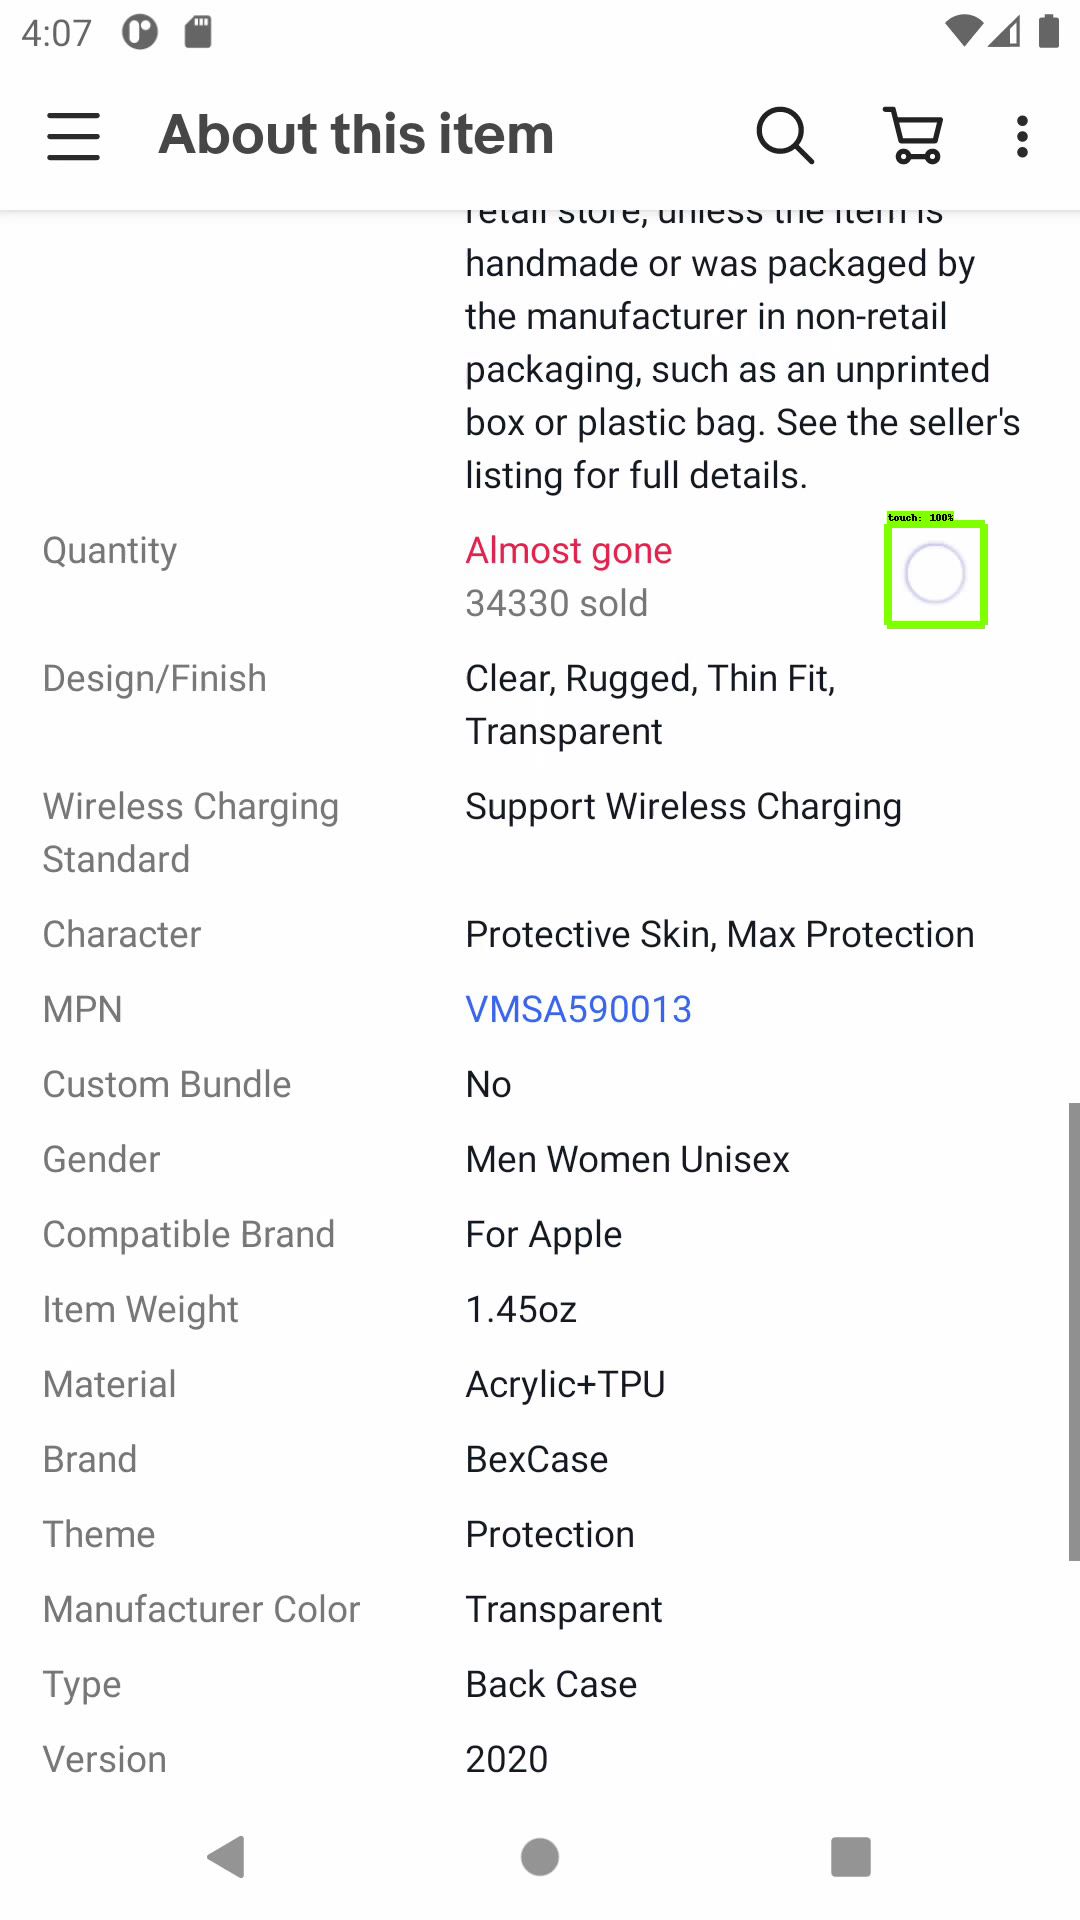 4:07
About this item
retail store, unless the item is
handmade or was packaged by
the manufacturer in non-retail
packaging, such as an unprinted
box or plastic bag. See the seller's
listing for full details.
touch: 100%
Quantity
Almost gone
34330 sold
Design/Finish
Clear, Rugged, Thin Fit,
Transparent
Wireless Charging
Standard
Support Wireless Charging
Character
Protective Skin, Max Protection
MPN
VMSA590013
Custom Bundle
No
Gender
Men Women Unisex
Compatible Brand
For Apple
Item Weight
1.45oz
Material
Acrylic+TPU
Brand
BexCase
Theme
Protection
Manufacturer Color
Transparent
Type
Back Case
Version
2020